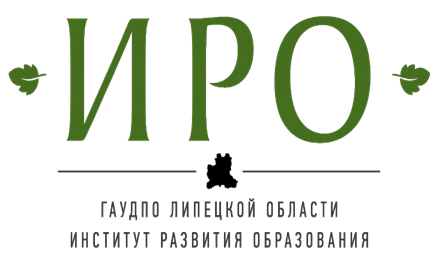 ИРО
ГАУДПО ЛИПЕЦКОЙ ОБЛАСТИ
ИНСТИТУТ РАЗВИТИЯ ОБРАЗОВАНИЯ